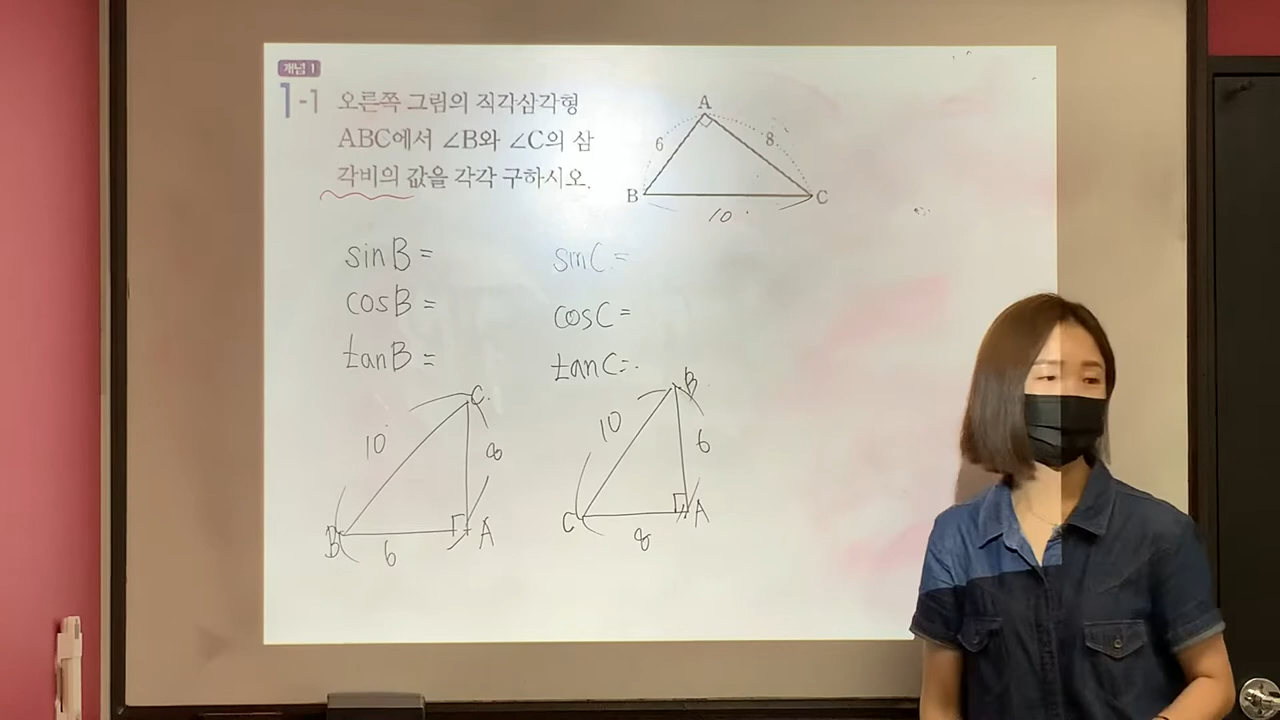 개념 1
1-1 오른쪽 그림의 직각삼각형
ABC에서 ∠B와 ∠C의 삼
각비의 값을 각각 구하시오.
A
6
8
B
C
10
sinB =
cosB =
tanB =
sinC =
cosC =
tanC =
C
10
8
B
6
A
B
10
6
C
8
A